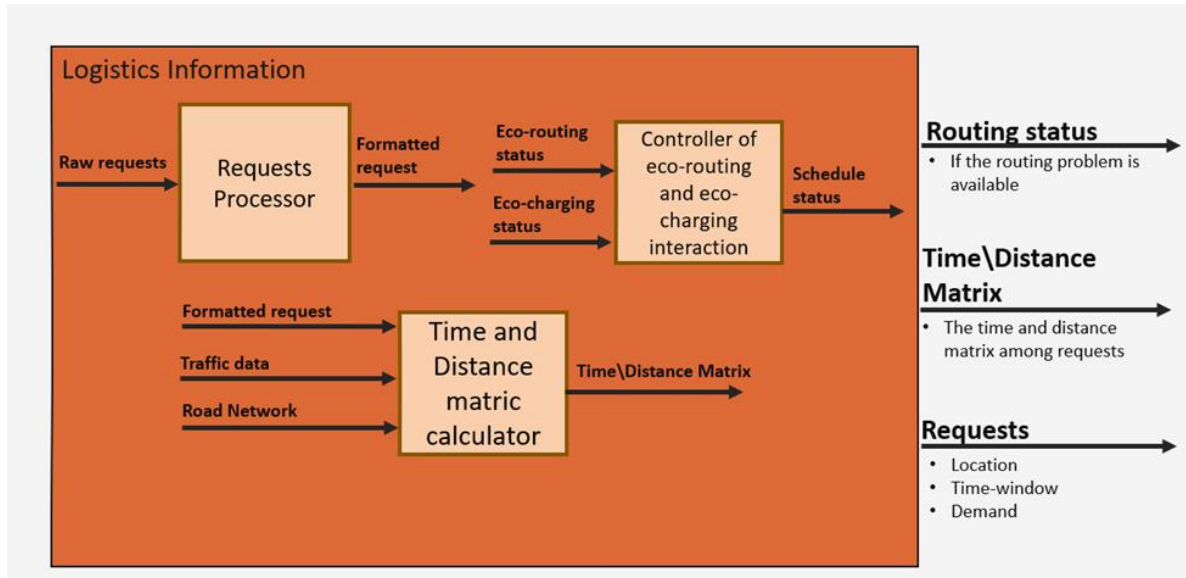 Logistics Information
Raw requests
Requests
Processor
Formatted
request
Eco-routing
status
Eco-charging
status
Controller of
eco-routing
and eco-
charging
interaction
Schedule
status
Formatted request
Traffic data
Road Network
Time and
Distance
matric
calculator
Time\Distance Matrix
Routing status
• If the routing problem is
available
Time\Distance
Matrix
• The time and distance
matrix among requests
Requests
• Location
• Time-window
• Demand